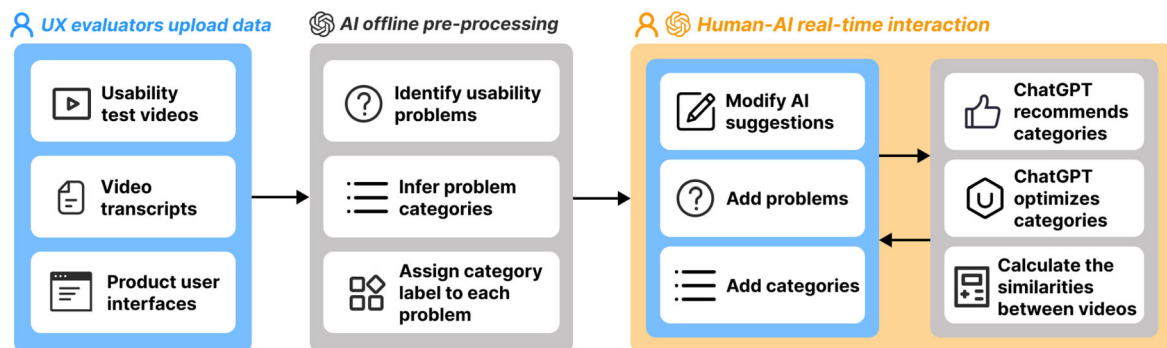 UX evaluators upload data
Usability
test videos
Video
transcripts
Product user
interfaces
AI offline pre-processing
Identify usability
problems
Infer problem
categories
Assign category
label to each
problem
Human-AI real-time interaction
Modify AI
suggestions
Add problems
Add categories
ChatGPT
recommends
categories
ChatGPT
optimizes
categories
Calculate the
similarities
between videos